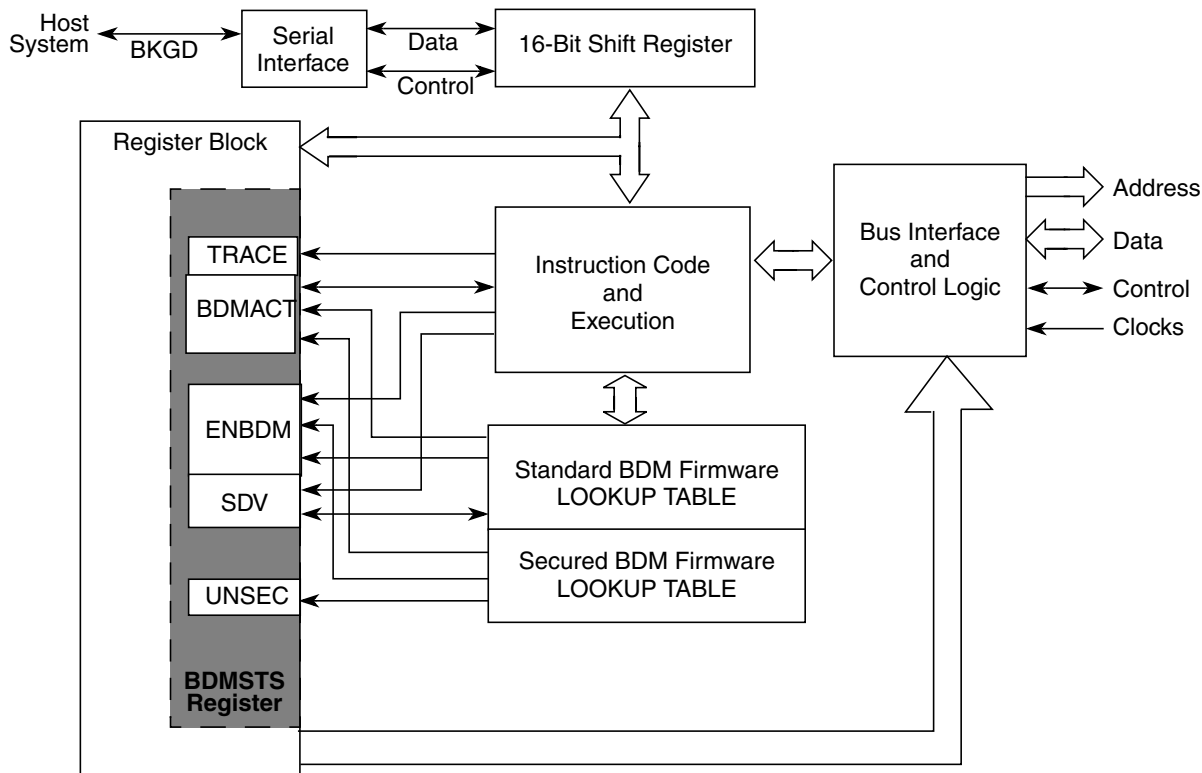 Host
System
BKGD
Serial
Interface
Data
Control
16-Bit Shift Register
Register Block
TRACE
BDMACT
ENBDM
SDV
UNSEC
BDMSTS
Register
Instruction Code
and
Execution
Standard BDM Firmware
LOOKUP TABLE
Secured BDM Firmware
LOOKUP TABLE
Bus Interface
and
Control Logic
Address
Data
Control
Clocks